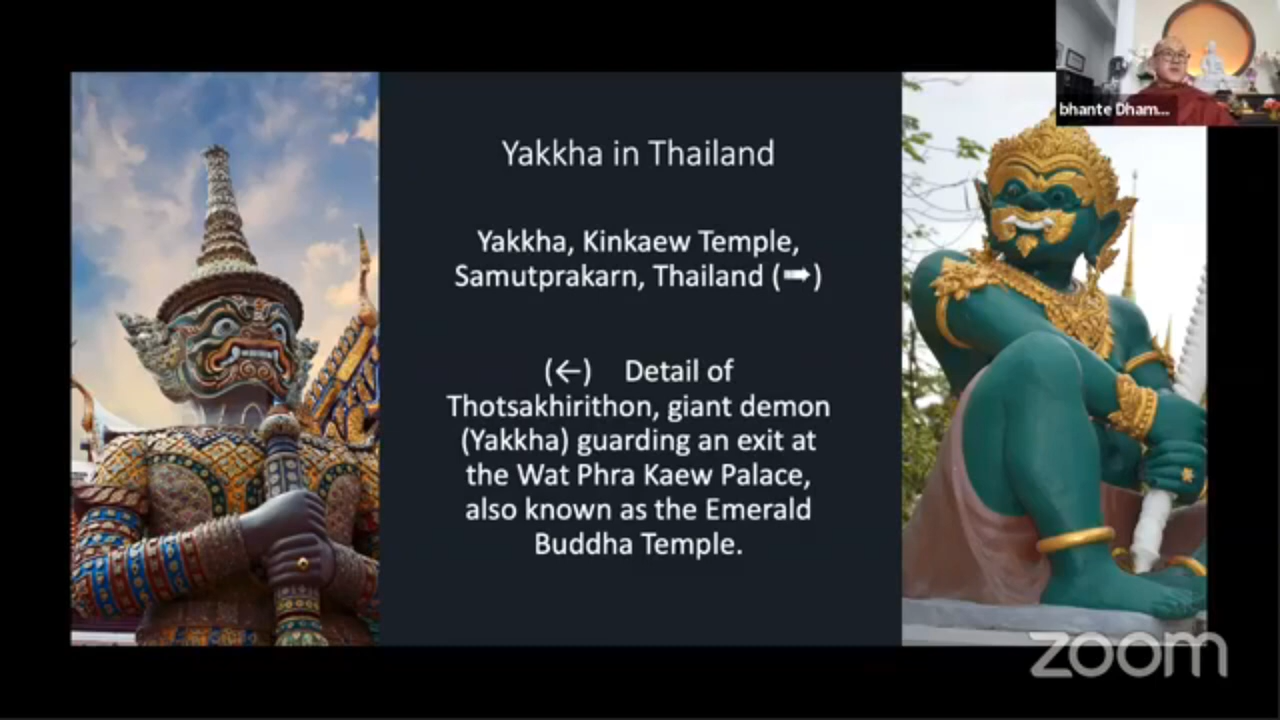 bhante Dham...
Yakkha in Thailand
Yakkha, Kinkaew Temple,
Samutprakarn, Thailand (➡)
(←) Detail of
Thotsakhirithon, giant demon
(Yakkha) guarding an exit at
the Wat Phra Kaew Palace,
also known as the Emerald
Buddha Temple.
zoom